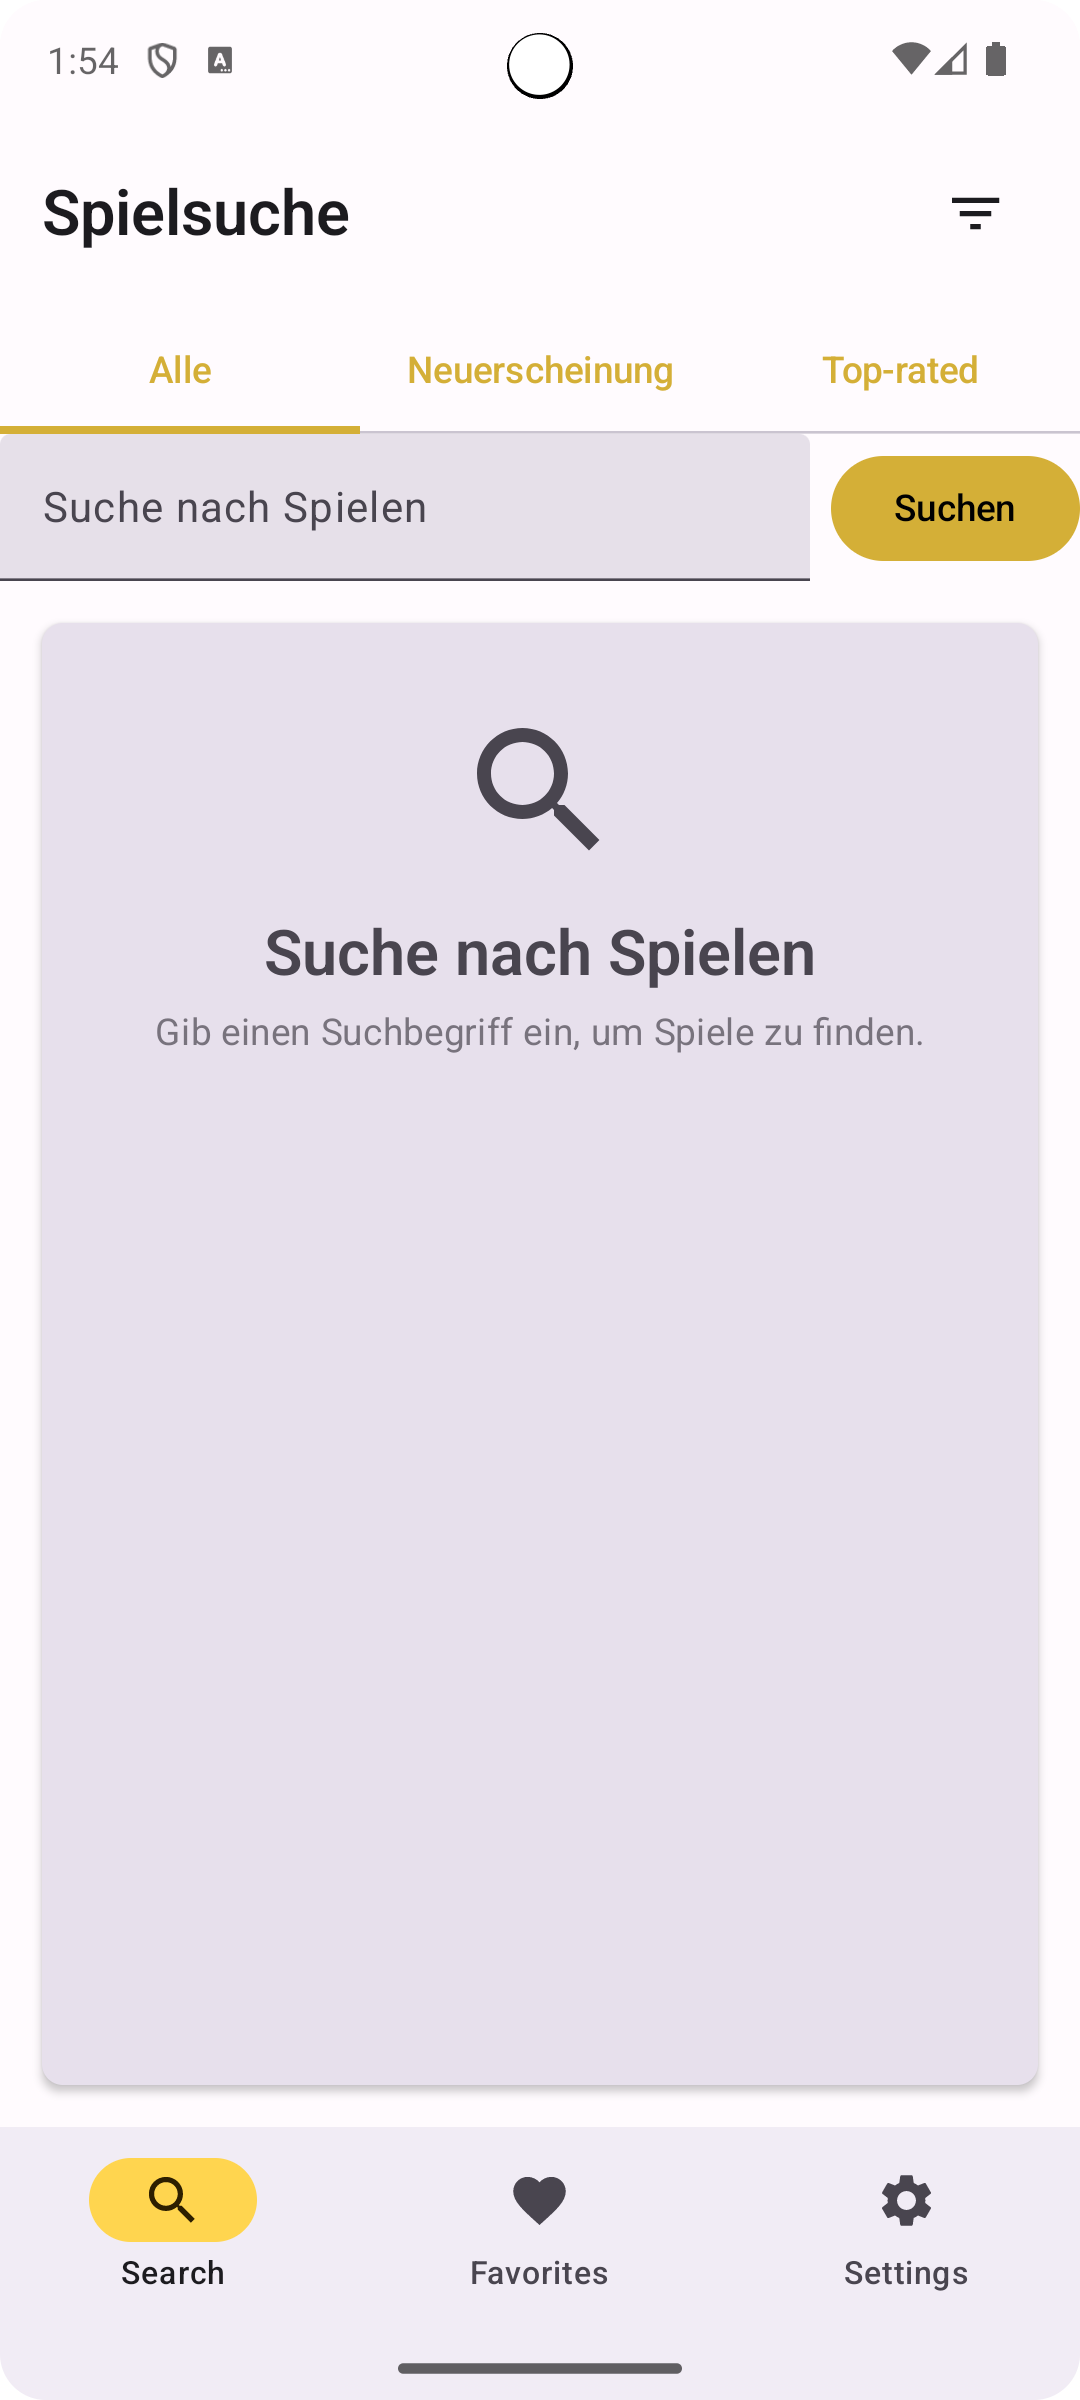 1:54
Spielsuche
Alle
Neuerscheinung
Top-rated
Suche nach Spielen
Suchen
Suche nach Spielen
Gib einen Suchbegriff ein, um Spiele zu finden.
Search
Favorites
Settings